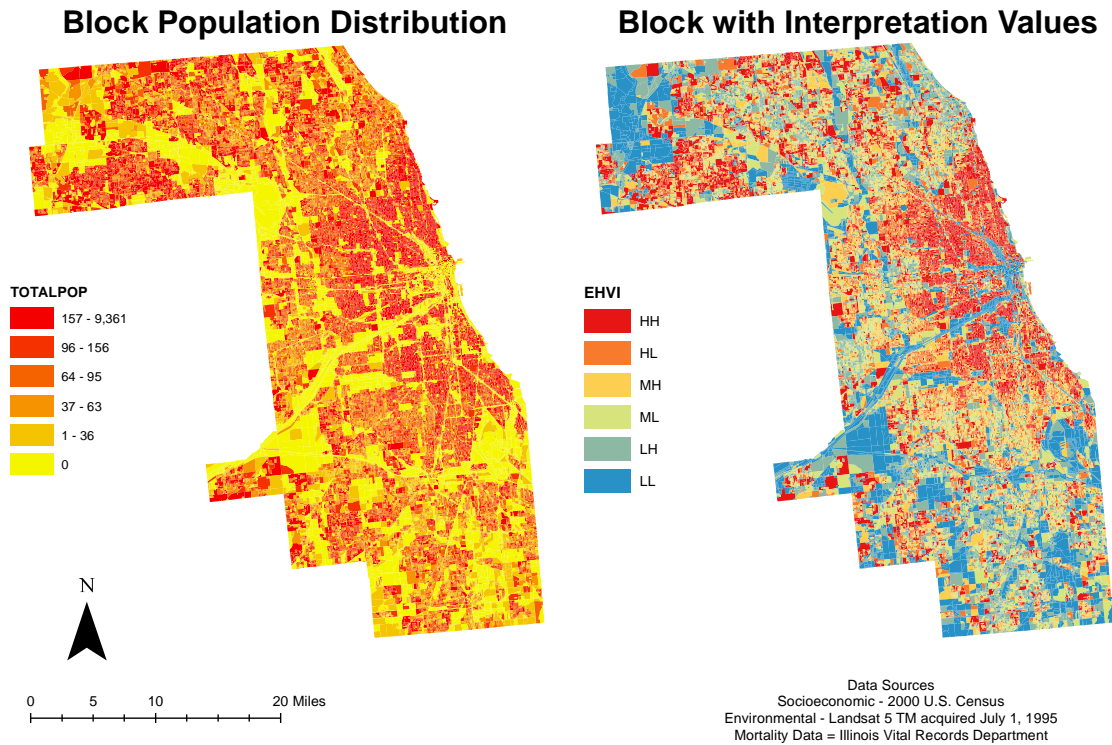 Block Population Distribution
Block with Interpretation Values
TOTALPOP
157 - 9,361
96 - 156
64 - 95
37 - 63
1 - 36
0
EHVI
HH
HL
MH
ML
LH
LL
N
0 5 10 20 Miles
Data Sources
Socioeconomic - 2000 U.S. Census
Environmental - Landsat 5 TM acquired July 1, 1995
Mortality Data = Illinois Vital Records Department